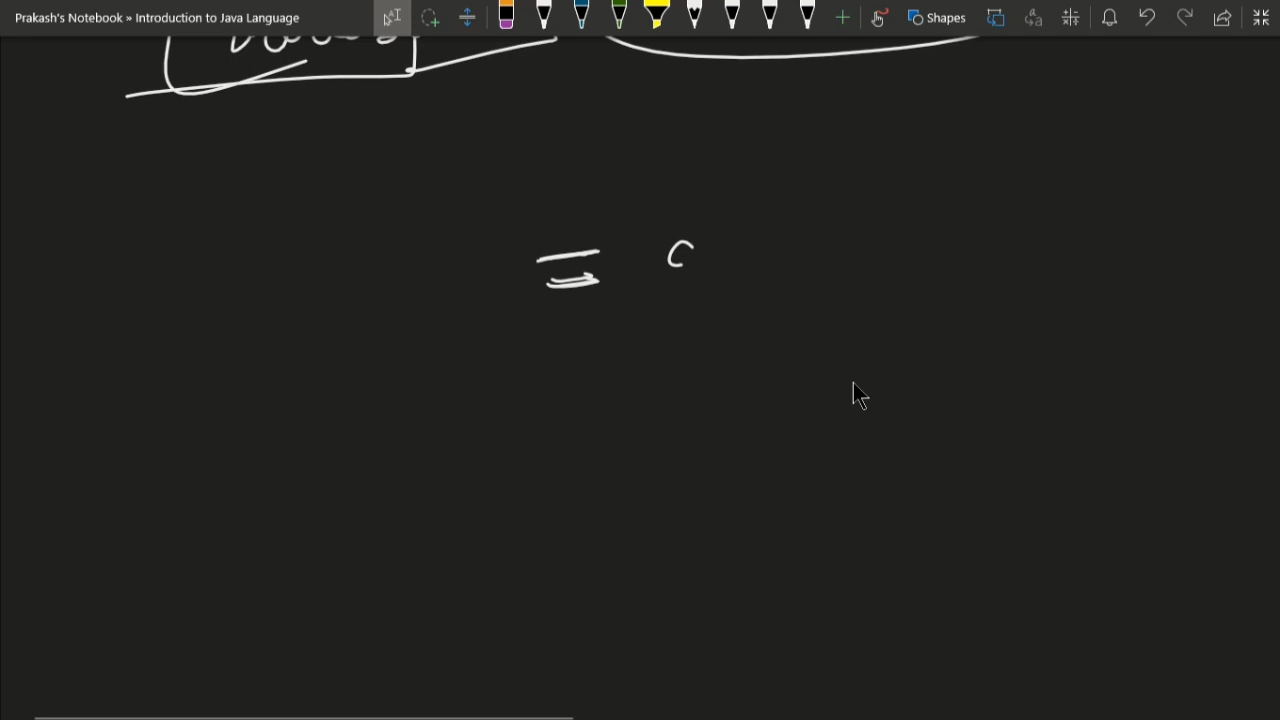 Prakash's Notebook » Introduction to Java Language
Shapes
= c